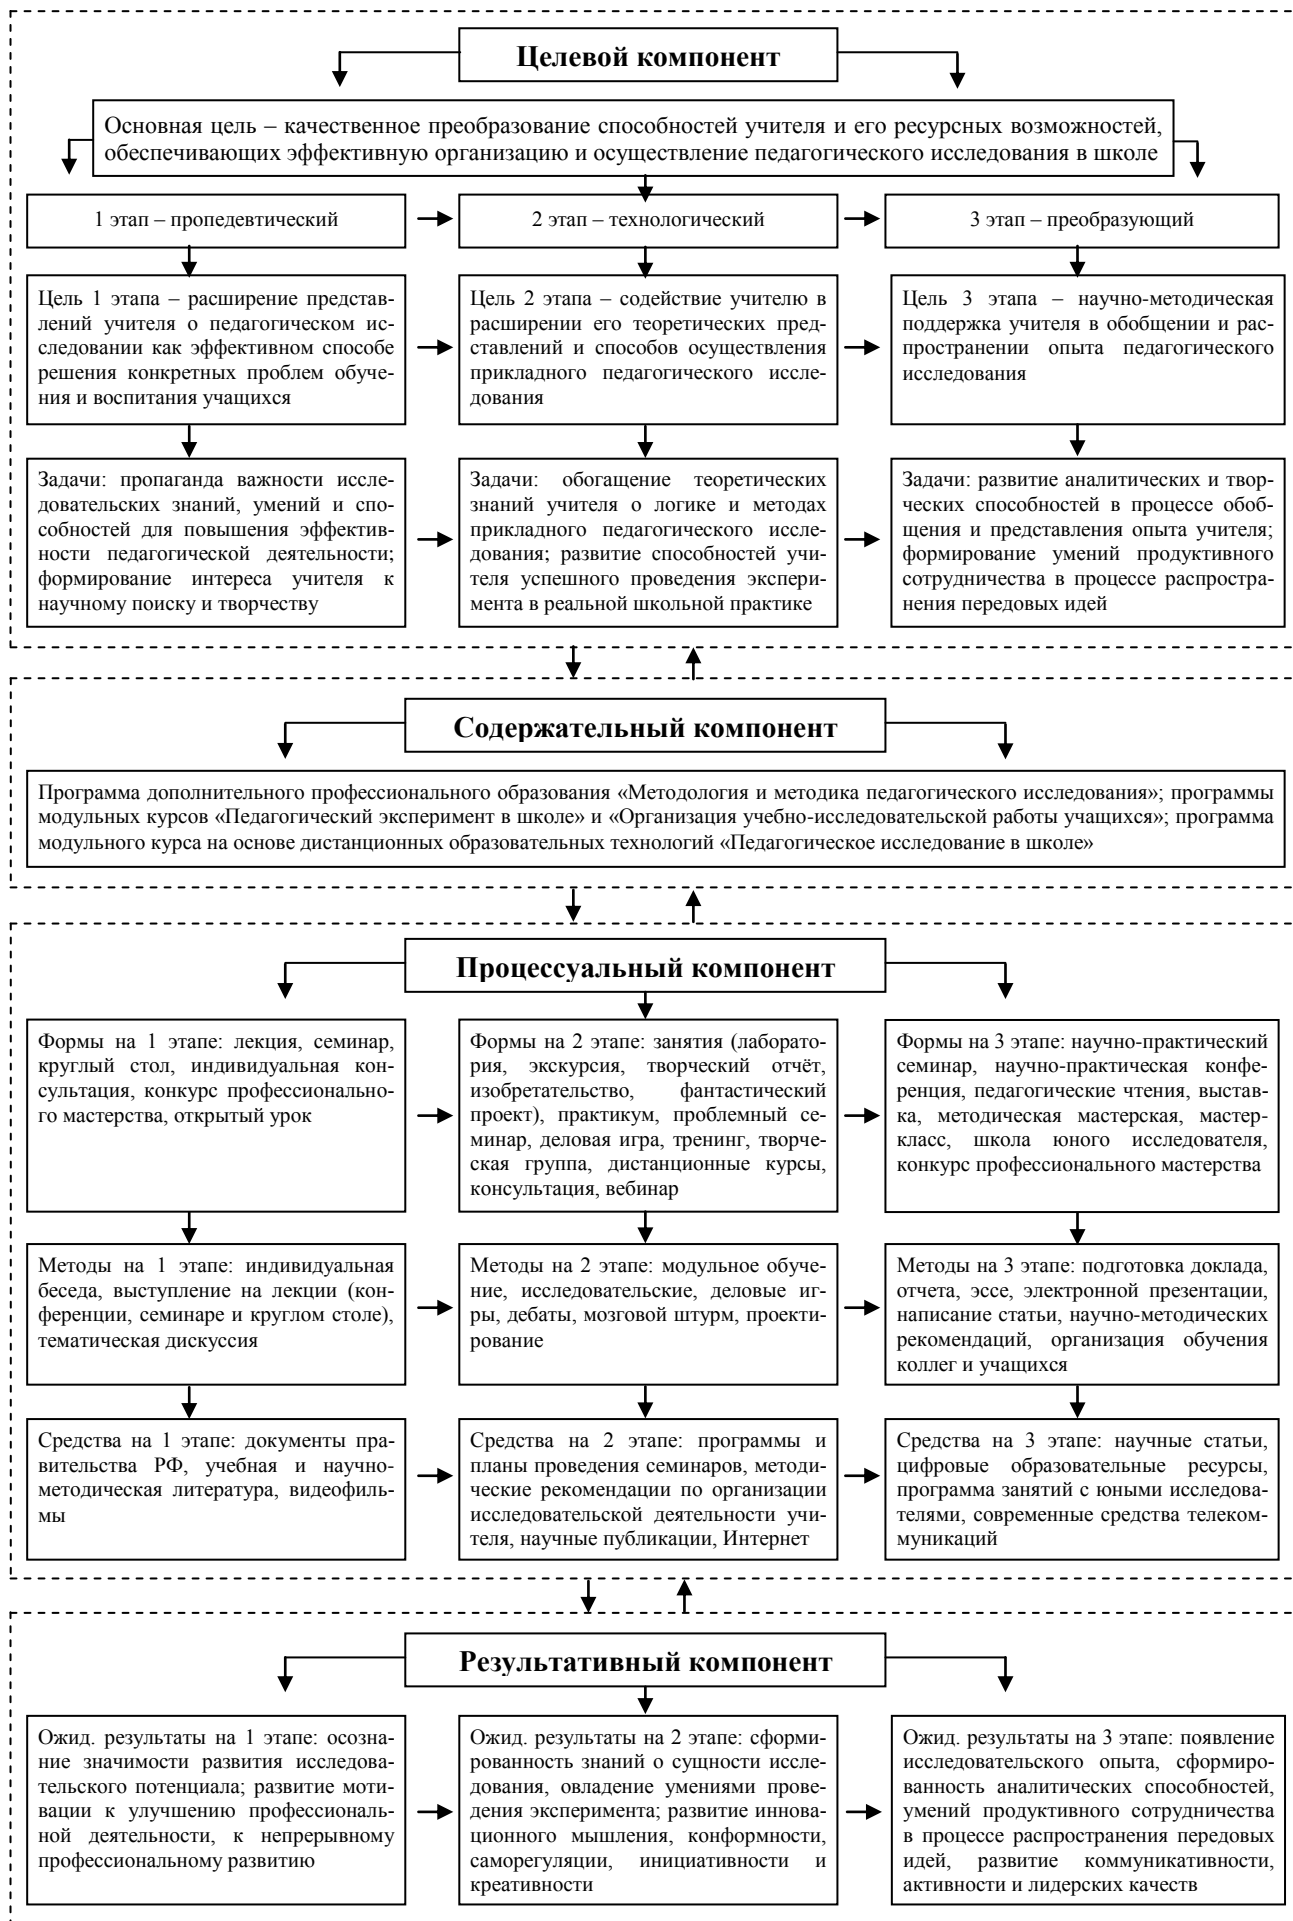 Целевой компонент
Основная цель – качественное преобразование способностей учителя и его ресурсных возможностей,
обеспечивающих эффективную организацию и осуществление педагогического исследования в школе
1 этап – пропедевтический
2 этап – технологический
3 этап – преобразующий
Цель 1 этапа – расширение представ-
лений учителя о педагогическом ис-
следовании как эффективном способе
решения конкретных проблем обуче-
ния и воспитания учащихся
Цель 2 этапа – содействие учителю в
расширении его теоретических пред-
ставлений и способов осуществления
прикладного педагогического иссле-
дования
Цель 3 этапа – научно-методическая
поддержка учителя в обобщении и рас-
пространении опыта педагогического
исследования
Задачи: пропаганда важности иссле-
довательских знаний, умений и спо-
собностей для повышения эффектив-
ности педагогической деятельности;
формирование интереса учителя к
научному поиску и творчеству
Задачи: обогащение теоретических
знаний учителя о логике и методах
прикладного педагогического иссле-
дования; развитие способностей учи-
теля успешного проведения экспери-
мента в реальной школьной практике
Задачи: развитие аналитических и твор-
ческих способностей в процессе обоб-
щения и представления опыта учителя;
формирование умений продуктивного
сотрудничества в процессе распростра-
нения передовых идей
Содержательный компонент
Программа дополнительного профессионального образования «Методология и методика педагогического исследования»; программы
модульных курсов «Педагогический эксперимент в школе» и «Организация учебно-исследовательской работы учащихся»; программа
модульного курса на основе дистанционных образовательных технологий «Педагогическое исследование в школе»
Процессуальный компонент
Формы на 1 этапе: лекция, семинар,
круглый стол, индивидуальная кон-
сультация, конкурс профессионально-
го мастерства, открытый урок
Формы на 2 этапе: занятия (лаборато-
рия, экскурсия, творческий отчёт,
изобретательство, фантастический
проект), практикум, проблемный се-
минар, деловая игра, тренинг, творче-
ская группа, дистанционные курсы,
консультация, вебинар
Формы на 3 этапе: научно-практический
семинар, научно-практическая конфе-
ренция, педагогические чтения, выстав-
ка, методическая мастерская, мастер-
класс, школа юного исследователя,
конкурс профессионального мастерства
Методы на 1 этапе: индивидуальная
беседа, выступление на лекции (кон-
ференции, семинаре и круглом столе),
тематическая дискуссия
Методы на 2 этапе: модульное обуче-
ние, исследовательские, деловые иг-
ры, дебаты, мозговой штурм, проекти-
рование
Методы на 3 этапе: подготовка доклада,
отчета, эссе, электронной презентации,
написание статьи, научно-методических
рекомендаций, организация обучения
коллег и учащихся
Средства на 1 этапе: документы пра-
вительства РФ, учебная и научно-
методическая литература, видеофиль-
мы
Средства на 2 этапе: программы и
планы проведения семинаров, методи-
ческие рекомендации по организации
исследовательской деятельности учи-
теля, научные публикации, Интернет
Средства на 3 этапе: научные статьи,
цифровые образовательные ресурсы,
программа занятий с юными исследова-
телями, современные средства телеком-
муникаций
Результативный компонент
Ожид. результаты на 1 этапе: осозна-
ние значимости развития исследова-
тельского потенциала; развитие моти-
вации к улучшению профессиональ-
ной деятельности, к непрерывному
профессиональному развитию
Ожид. результаты на 2 этапе: сформи-
рованность знаний о сущности иссле-
дования, овладение умениями прове-
дения эксперимента; развитие иннова-
ционного мышления, конформности,
саморегуляции, инициативности и
креативности
Ожид. результаты на 3 этапе: появление
исследовательского опыта, сформиро-
ванность аналитических способностей,
умений продуктивного сотрудничества
в процессе распространения передовых
идей, развитие коммуникативности,
активности и лидерских качеств